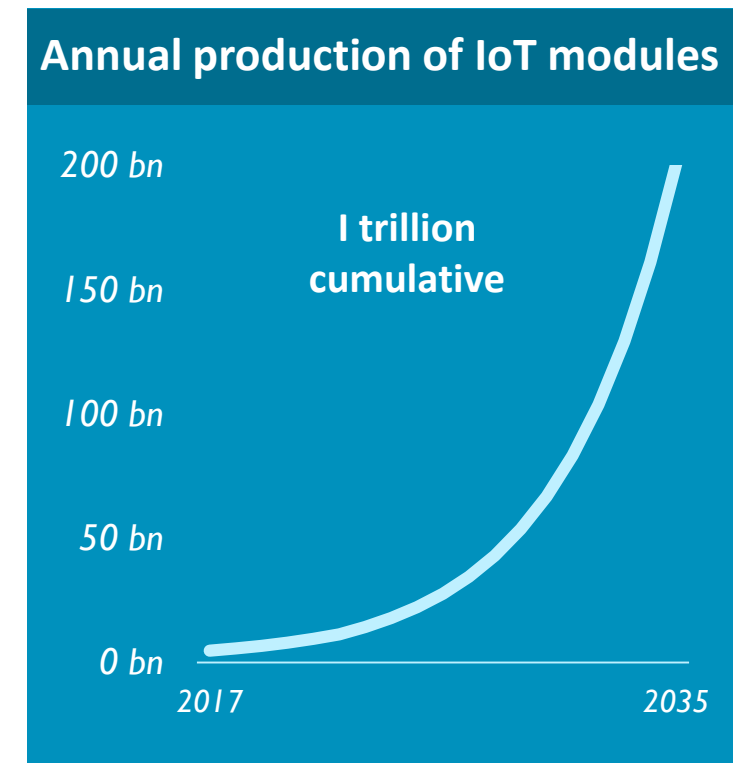 Annual production of IoT modules
200 bn
1 trillion
cumulative
150 bn
100 bn
50 bn
0 bn
2017
2035